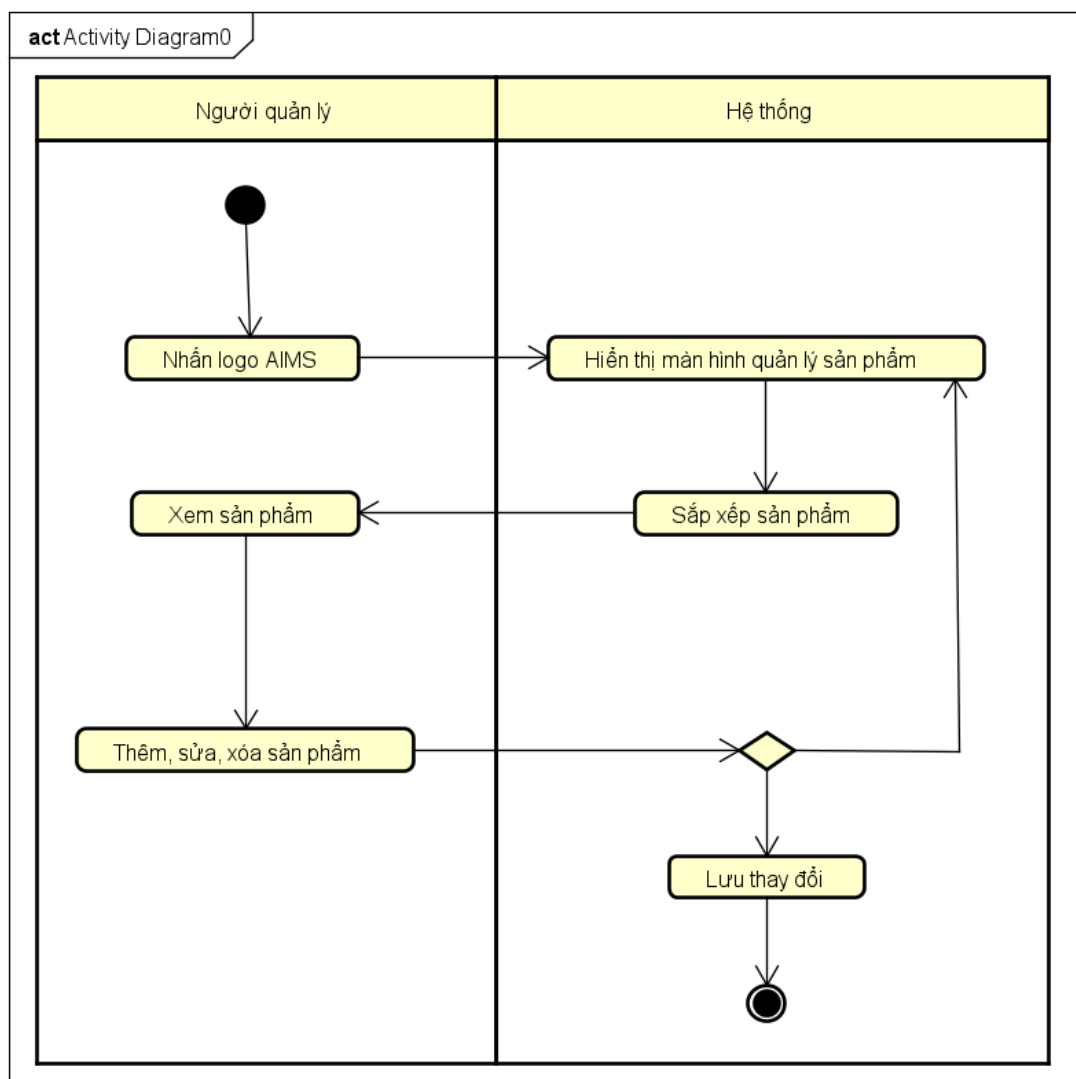 act Activity Diagram0
Người quản lý
Hệ thống
Nhấn logo AIMS
Hiển thị màn hình quản lý sản phẩm
Xem sản phẩm
Sắp xếp sản phẩm
Thêm, sửa, xóa sản phẩm
Lưu thay đổi